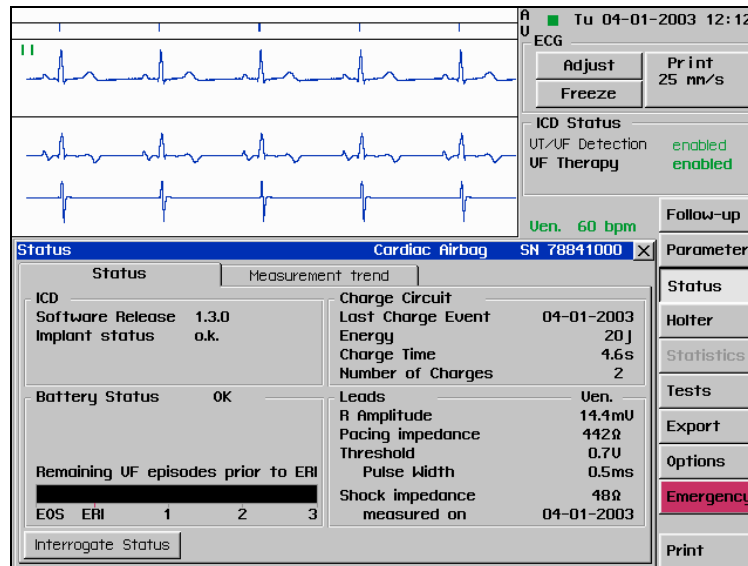 A
V
Tu 04-01-2003 12:12
ECG
Adjust
Print
25 mm/s
Freeze
ICD Status
VT/VF Detection enabled
VF Therapy enabled
Ven. 60 bpm
Follow-up
Parameter
Status
Holter
Statistics
Tests
Export
Options
Emergency
Print
Status Cardiac Airbag SN 78841000
Status
Measurement trend
ICD
Software Release 1.3.0
Implant status o.k.
Charge Circuit
Last Charge Event 04-01-2003
Energy 20J
Charge Time 4.6s
Number of Charges 2
Battery Status OK
Remaining VF episodes prior to ERI
EOS ERI 1 2 3
Leads Ven.
R Amplitude 14.4mV
Pacing impedance 442Ω
Threshold 0.7V
Pulse Width 0.5ms
Shock impedance 48Ω
measured on 04-01-2003
Interrogate Status